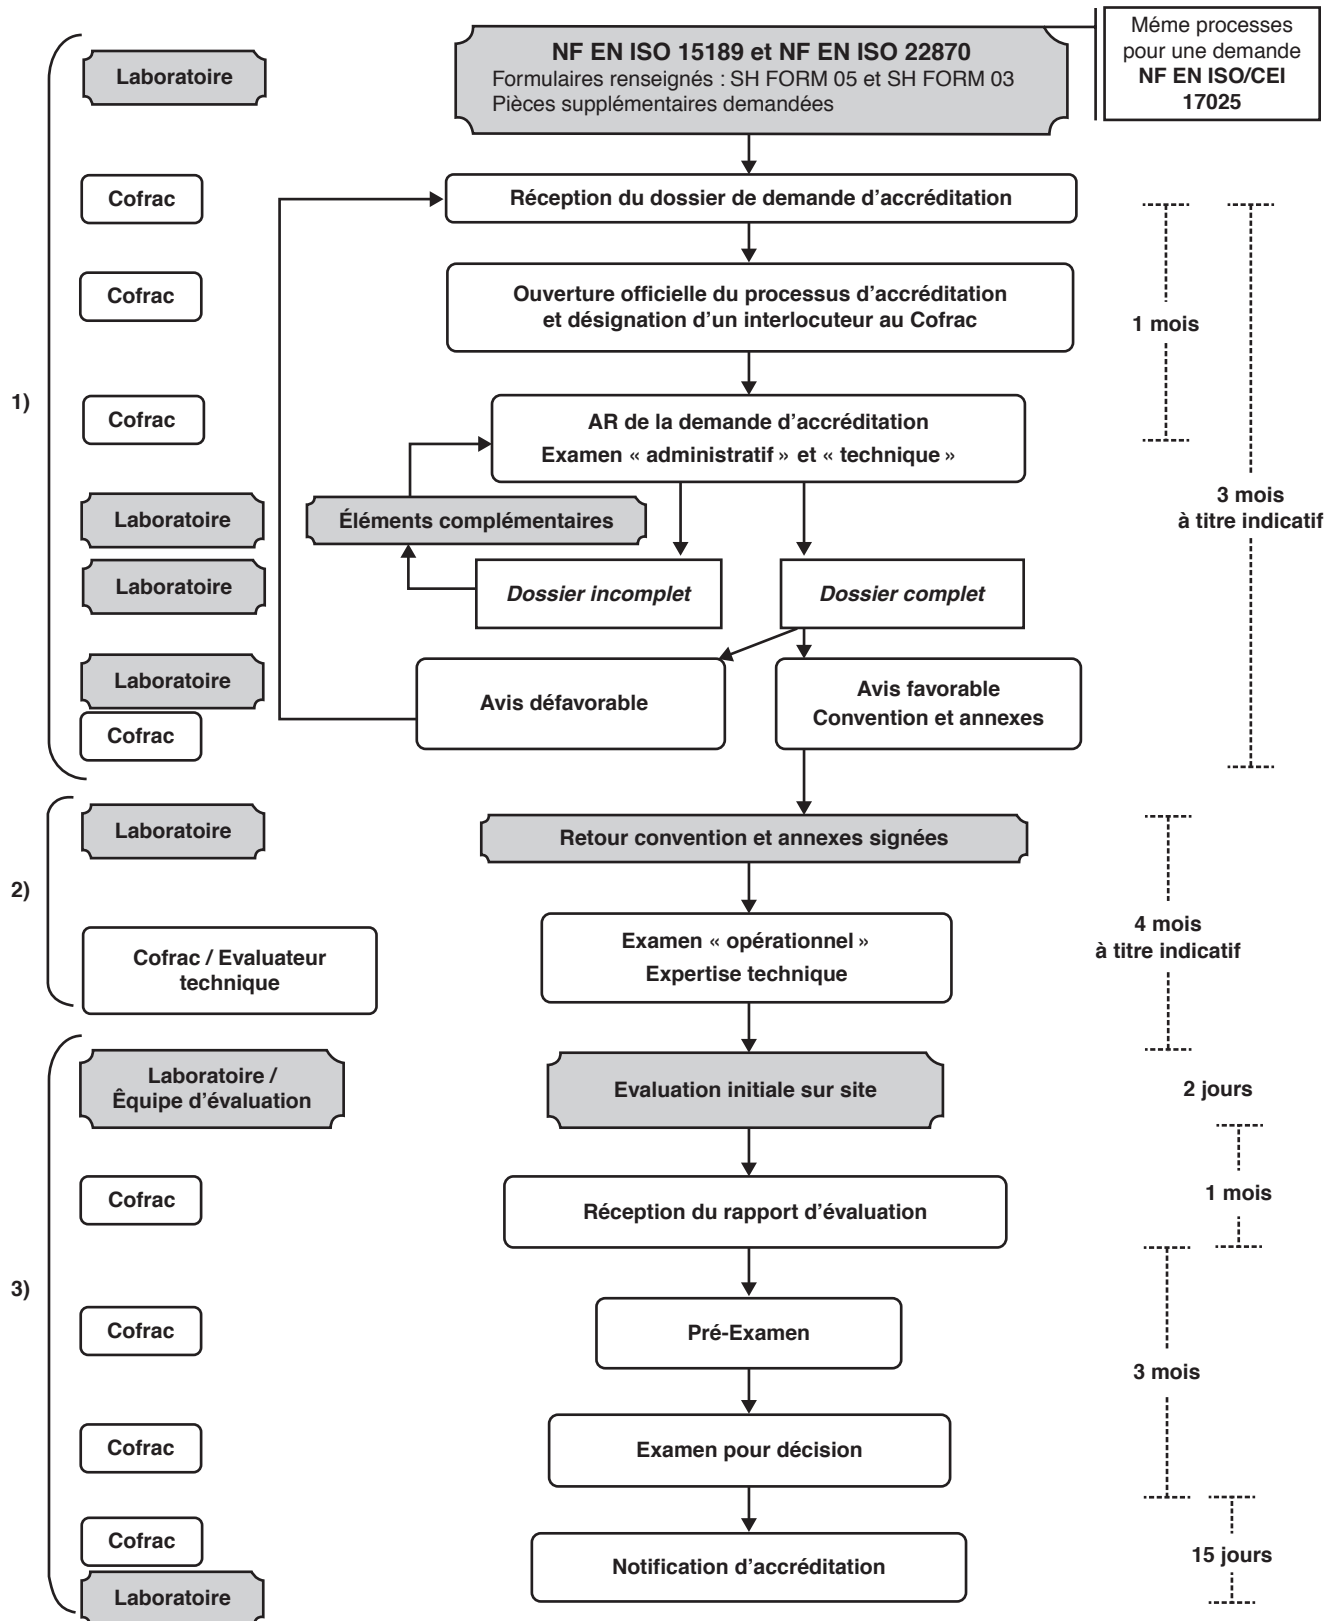 NF EN ISO 15189 et NF EN ISO 22870
Formulaires renseignés : SH FORM 05 et SH FORM 03
Pièces supplémentaires demandées
Méme processes
pour une demande
NF EN ISO/CEI
17025
1)
Laboratoire
Cofrac
Réception du dossier de demande d'accréditation
Cofrac
Ouverture officielle du processus d'accréditation
et désignation d'un interlocuteur au Cofrac
1 mois
Cofrac
AR de la demande d'accréditation
Examen « administratif » et « technique »
3 mois
à titre indicatif
Laboratoire
Éléments complémentaires
Laboratoire
Dossier incomplet
Dossier complet
Laboratoire
Cofrac
Avis défavorable
Avis favorable
Convention et annexes
2)
Laboratoire
Retour convention et annexes signées
4 mois
à titre indicatif
Cofrac / Evaluateur
technique
Examen « opérationnel »
Expertise technique
3)
Laboratoire /
Êquipe d'évaluation
Evaluation initiale sur site
2 jours
Cofrac
Réception du rapport d'évaluation
1 mois
Cofrac
Pré-Examen
3 mois
Cofrac
Examen pour décision
Cofrac
Laboratoire
Notification d'accréditation
15 jours